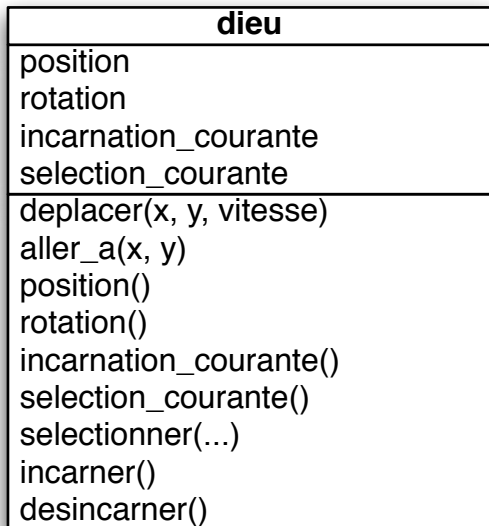 dieu
position
rotation
incarnation_courante
selection_courante
deplacer(x, y, vitesse)
aller_a(x, y)
position()
rotation()
incarnation_courante()
selection_courante()
selectionner(...)
incarner()
desincarner()